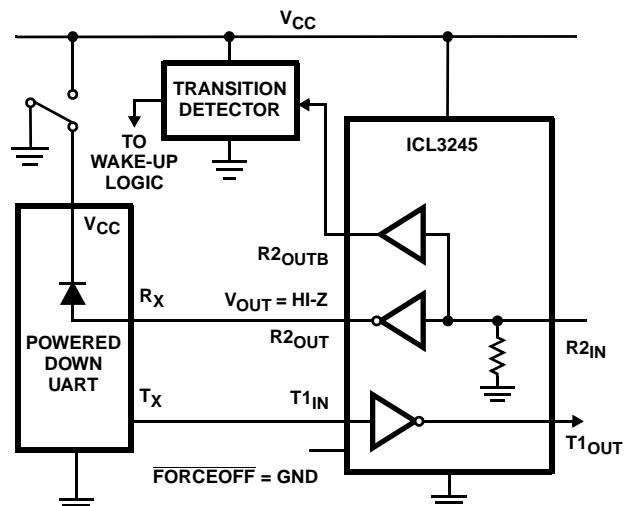 VCC
TRANSITION
DETECTOR
TO
WAKE-UP
LOGIC
ICL3245
VCC
R2OUTB
RX
VOUT = HI-Z
R2OUT
R2IN
POWERED
DOWN
UART
TX
T1IN
T1OUT
FORCEOFF = GND